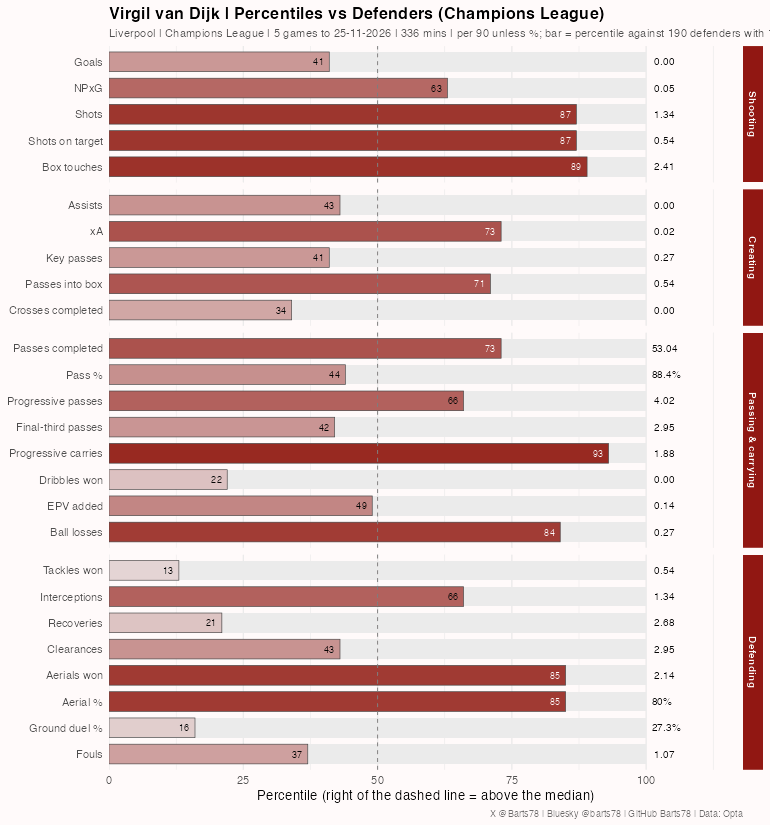 Virgil van Dijk | Percentiles vs Defenders (Champions League)
Liverpool | Champions League | 5 games to 25-11-2026 | 336 mins | per 90 unless %; bar = percentile against 190 defenders with
Shooting
Goals 41 0.00
NPxG 63 0.05
Shots 87 1.34
Shots on target 87 0.54
Box touches 89 2.41
Creating
Assists 43 0.00
xA 73 0.02
Key passes 41 0.27
Passes into box 71 0.54
Crosses completed 34 0.00
Passing & carrying
Passes completed 73 53.04
Pass % 44 88.4%
Progressive passes 66 4.02
Final-third passes 42 2.95
Progressive carries 93 1.88
Dribbles won 22 0.00
EPV added 49 0.14
Ball losses 84 0.27
Defending
Tackles won 13 0.54
Interceptions 66 1.34
Recoveries 21 2.68
Clearances 43 2.95
Aerials won 85 2.14
Aerial % 85 80%
Ground duel % 16 27.3%
Fouls 37 1.07
0 25 50 75 100
Percentile (right of the dashed line = above the median)
X @Barts78 | Bluesky @barts78 | GitHub Barts78 | Data: Opta